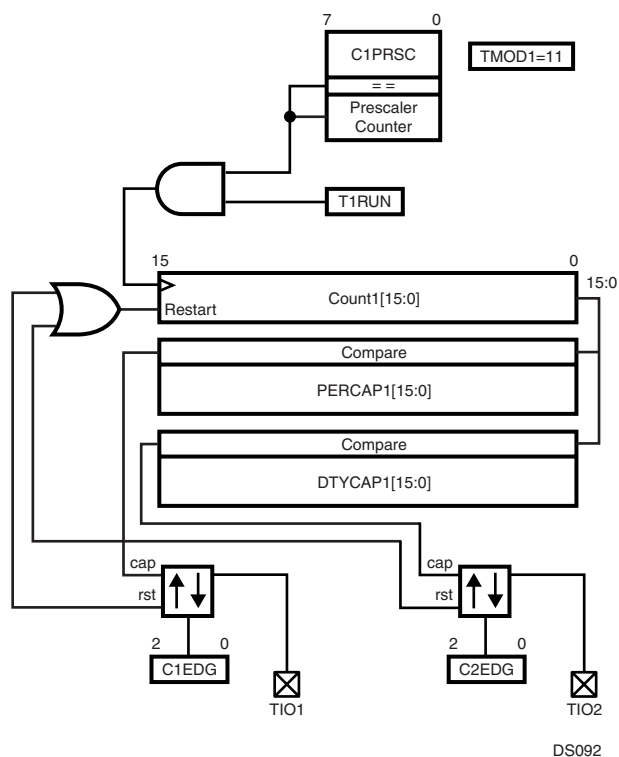 7 0
C1PRSC
TMOD1=11
= =
Prescaler
Counter
T1RUN
15 0
15:0
Count1[15:0]
Restart
Compare
PERCAP1[15:0]
Compare
DTYCAP1[15:0]
cap
cap
rst
rst
2 0
2 0
C1EDG
C2EDG
TIO1
TIO2
DS092